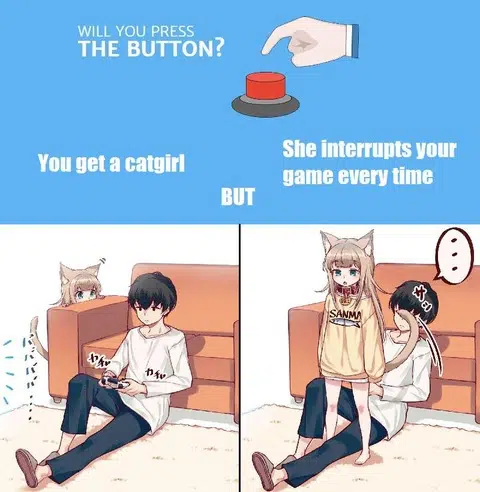 WILL YOU PRESS
THE BUTTON?
You get a catgirl
BUT
She interrupts your
game every time
SANMA